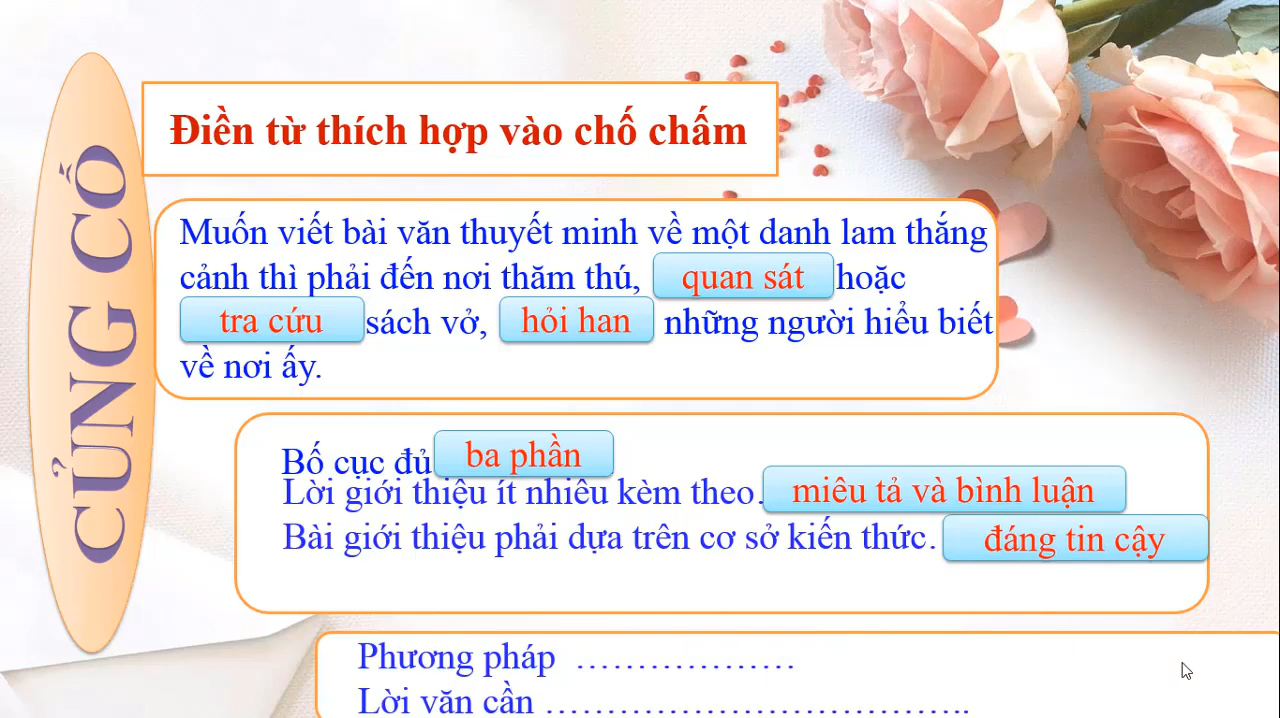 CỦNG CỐ
Điền từ thích hợp vào chố chấm
Muốn viết bài văn thuyết minh về một danh lam thắng
cảnh thì phải đến nơi thăm thú, quan sát hoặc
tra cứu sách vở, hỏi han những người hiểu biết
về nơi ấy.
Bố cục đủ ba phần
Lời giới thiệu ít nhiêu kèm theo. miêu tả và bình luận
Bài giới thiệu phải dựa trên cơ sở kiến thức. đáng tin cậy
Phương pháp ………………
Lời văn cần ……………………………..